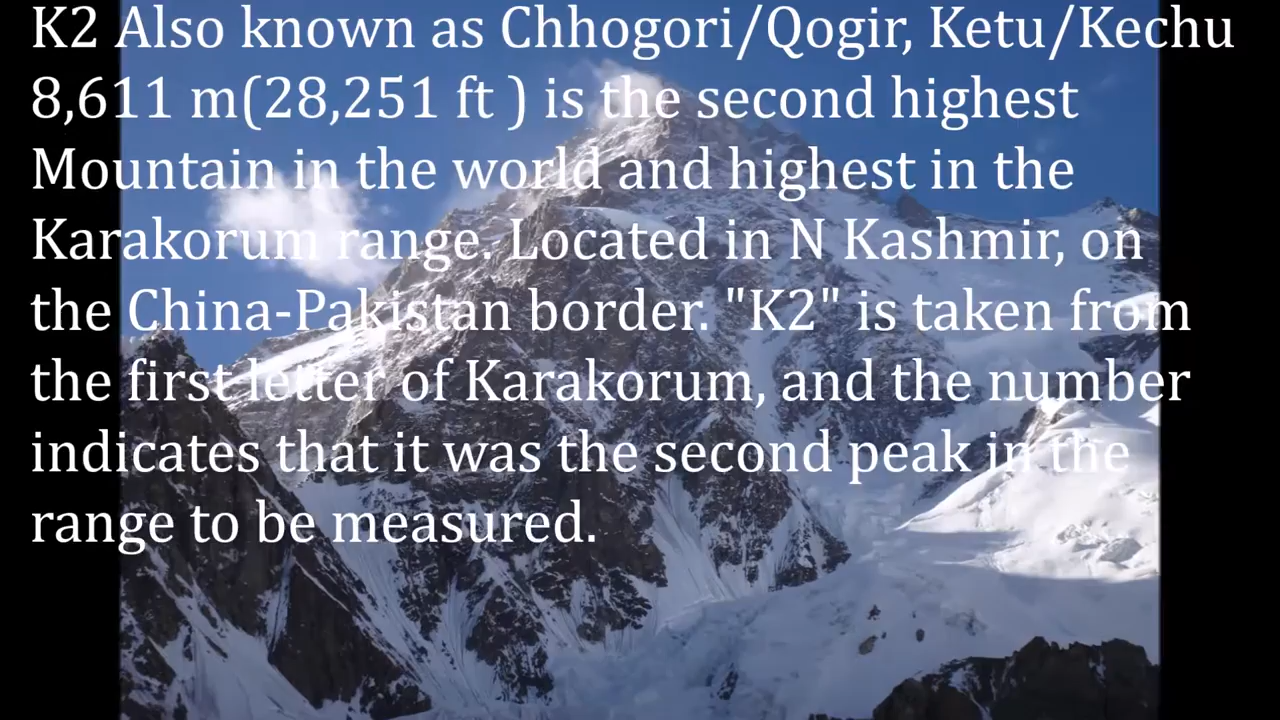 K2 Also known as Chhogori/Qogir, Ketu/Kechu
8,611 m(28,251 ft ) is the second highest
Mountain in the world and highest in the
Karakorum range. Located in N Kashmir, on
the China-Pakistan border. "K2" is taken from
the first letter of Karakorum, and the number
indicates that it was the second peak in the
range to be measured.